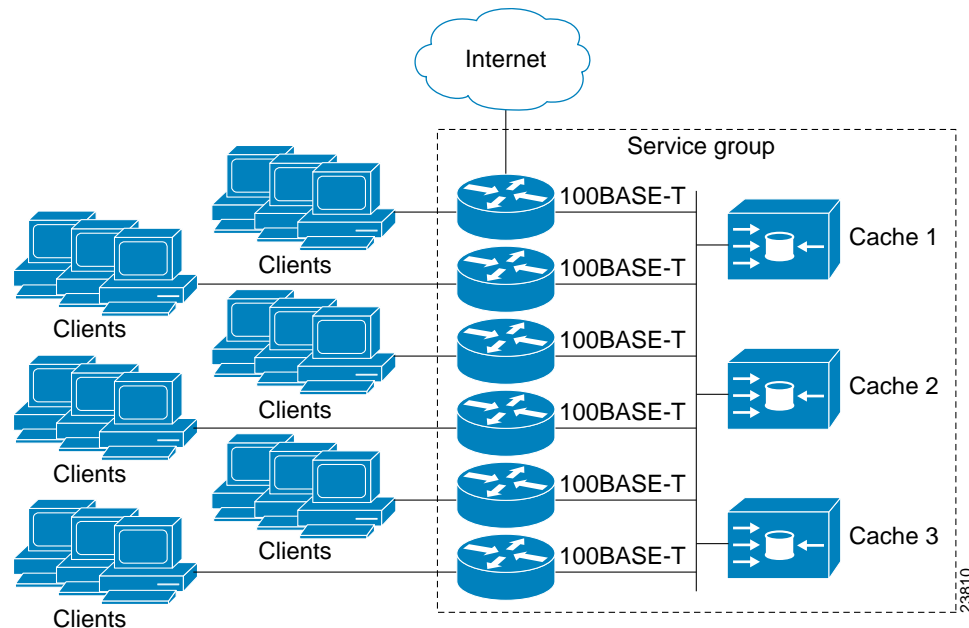 Internet
Service group
100BASE-T
Cache 1
Clients
100BASE-T
Clients
100BASE-T
Clients
100BASE-T
Cache 2
Clients
100BASE-T
Clients
100BASE-T
Cache 3
Clients
23810